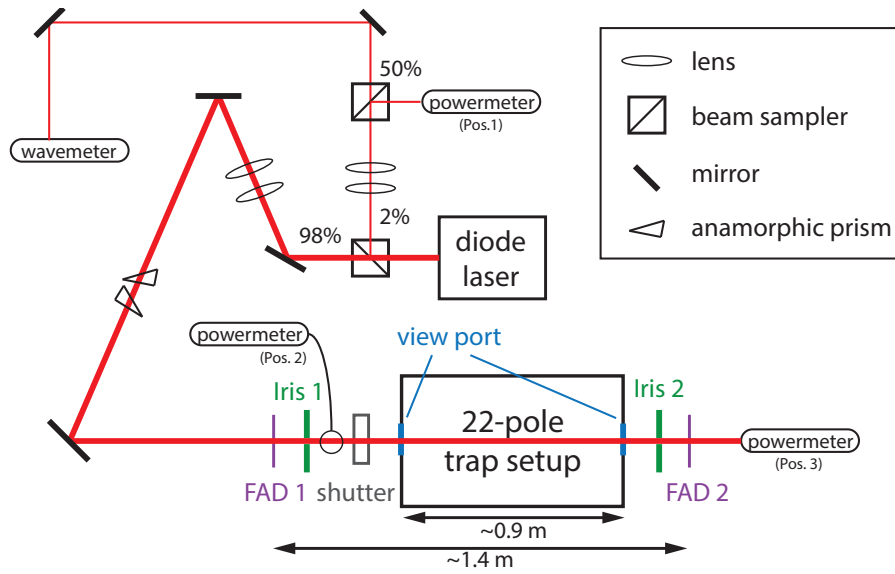 50%
powermeter
(Pos.1)
wavemeter
2%
98%
diode
laser
lens
beam sampler
mirror
anamorphic prism
powermeter
(Pos. 2)
view port
Iris 1
Iris 2
22-pole
trap setup
powermeter
(Pos. 3)
FAD 1
shutter
FAD 2
~0.9 m
~1.4 m